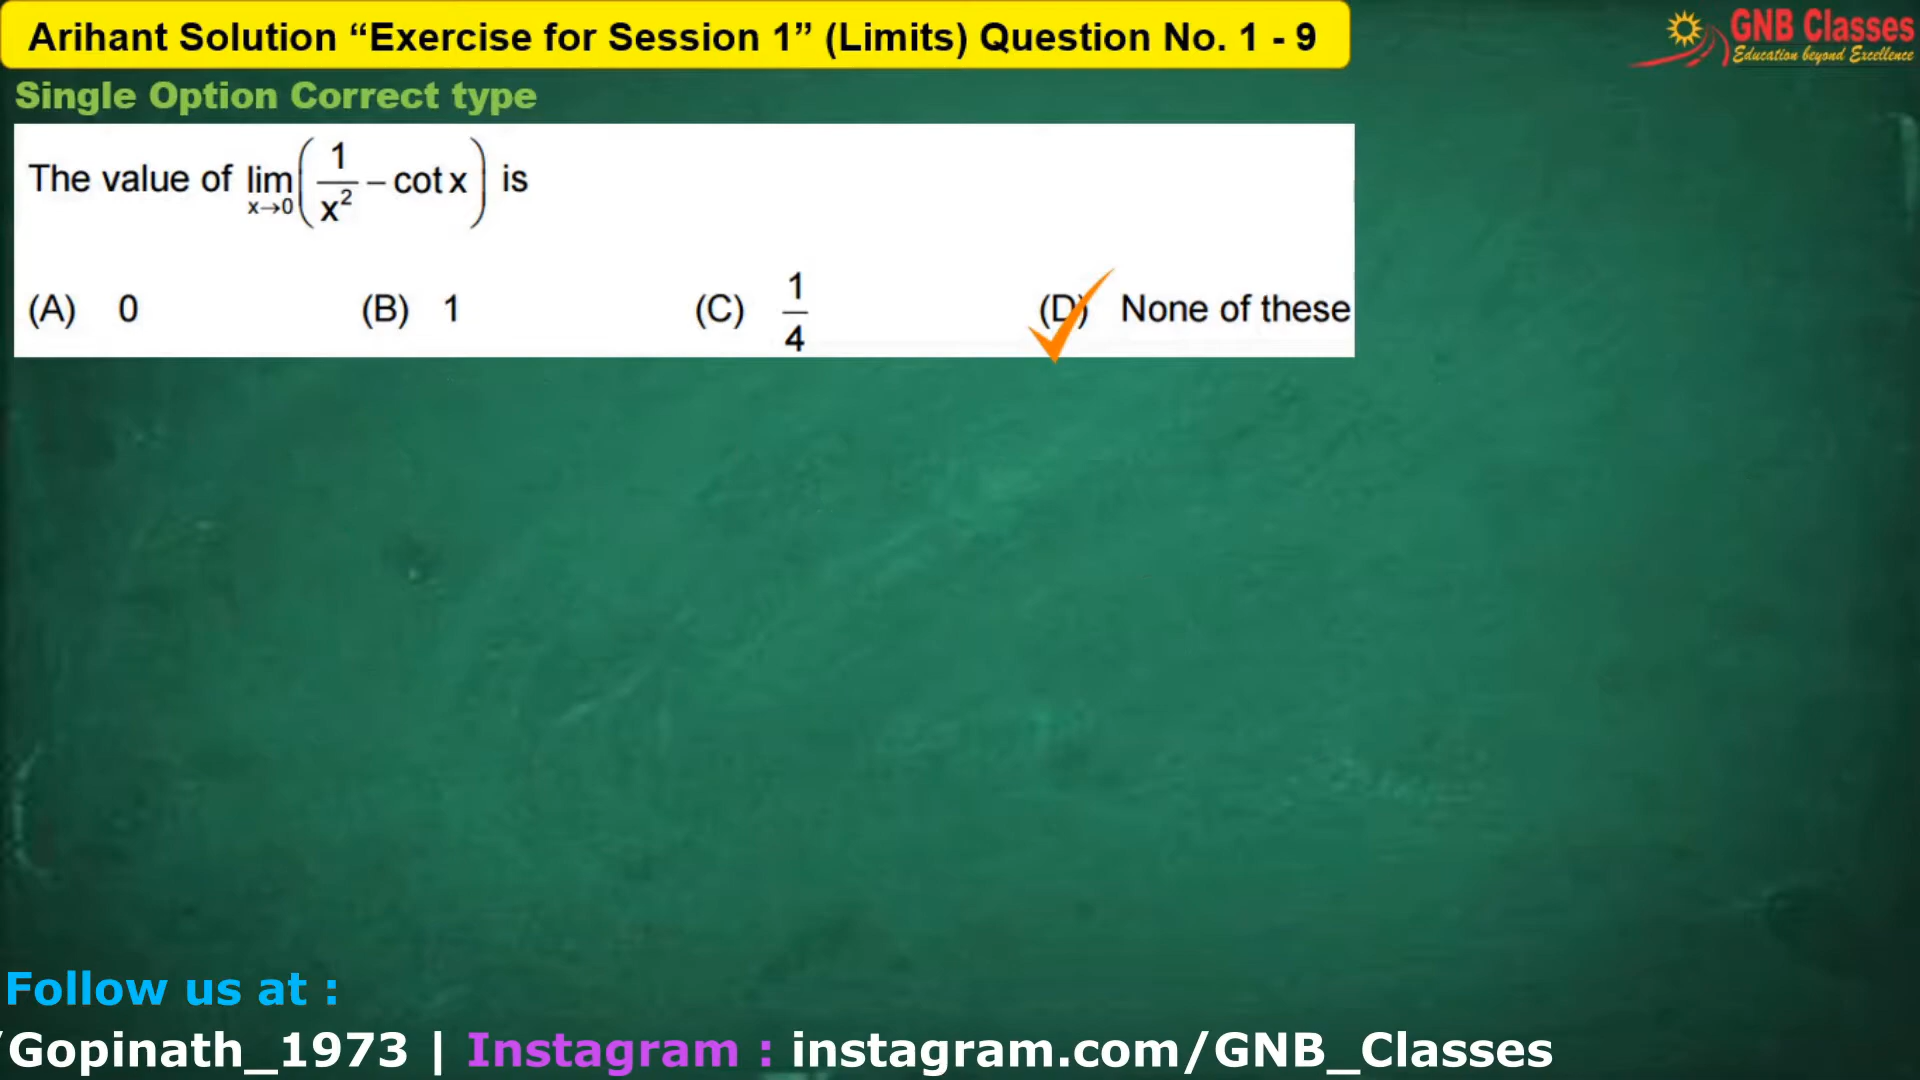 Arihant Solution “Exercise for Session 1” (Limits) Question No. 1 - 9
GNB Classes
Education beyond Excellence
Single Option Correct type
The value of lim x→0 (1/x² – cot x) is
(A) 0 (B) 1 (C) 1/4 (D) None of these
Follow us at :
/Gopinath_1973 | Instagram : instagram.com/GNB_Classes